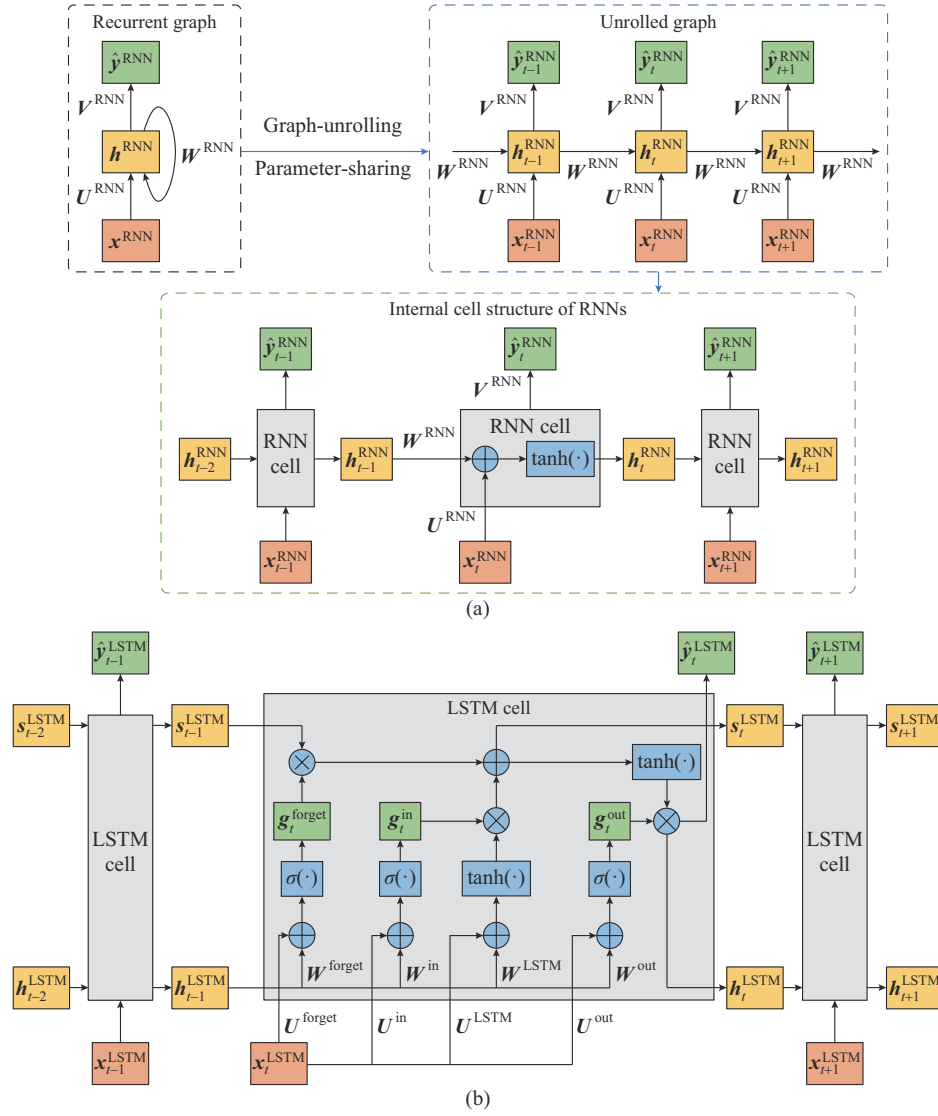 Recurrent graph
Unrolled graph
ŷ^RNN
ŷ_{t−1}^RNN ŷ_t^RNN ŷ_{t+1}^RNN
V^RNN
V^RNN V^RNN V^RNN
Graph-unrolling
h^RNN W^RNN
Parameter-sharing
W^RNN h_{t−1}^RNN W^RNN h_t^RNN W^RNN h_{t+1}^RNN W^RNN
U^RNN
U^RNN U^RNN U^RNN
x^RNN
x_{t−1}^RNN x_t^RNN x_{t+1}^RNN
Internal cell structure of RNNs
ŷ_{t−1}^RNN ŷ_t^RNN ŷ_{t+1}^RNN
V^RNN
RNN cell
W^RNN
RNN
cell
h_{t−2}^RNN
h_{t−1}^RNN
tanh(·)
h_t^RNN
RNN
cell
h_{t+1}^RNN
U^RNN
x_{t−1}^RNN x_t^RNN x_{t+1}^RNN
(a)
ŷ_{t−1}^LSTM ŷ_t^LSTM ŷ_{t+1}^LSTM
LSTM cell
s_{t−2}^LSTM s_{t−1}^LSTM s_t^LSTM s_{t+1}^LSTM
tanh(·)
g_t^forget g_t^in g_t^out
LSTM
cell
LSTM
cell
σ(·) σ(·) tanh(·) σ(·)
W^forget W^in W^LSTM W^out
h_{t−2}^LSTM h_{t−1}^LSTM h_t^LSTM h_{t+1}^LSTM
U^forget U^in U^LSTM U^out
x_{t−1}^LSTM x_t^LSTM x_{t+1}^LSTM
(b)